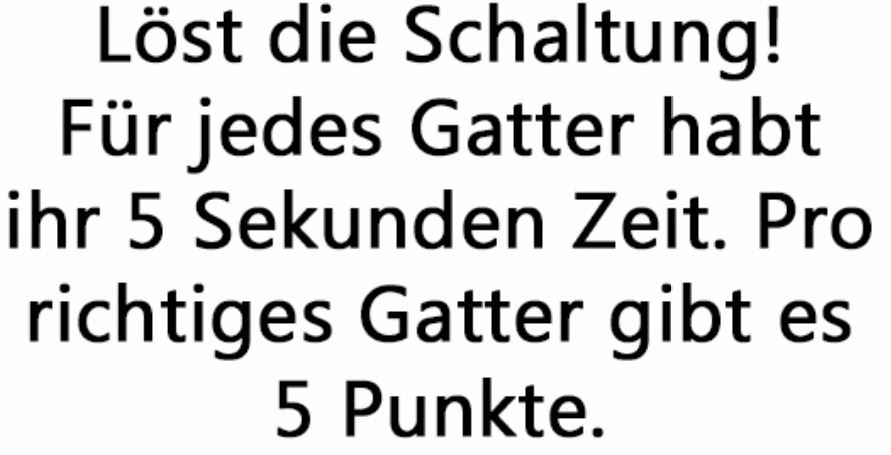 Löst die Schaltung!
Für jedes Gatter habt
ihr 5 Sekunden Zeit. Pro
richtiges Gatter gibt es
5 Punkte.